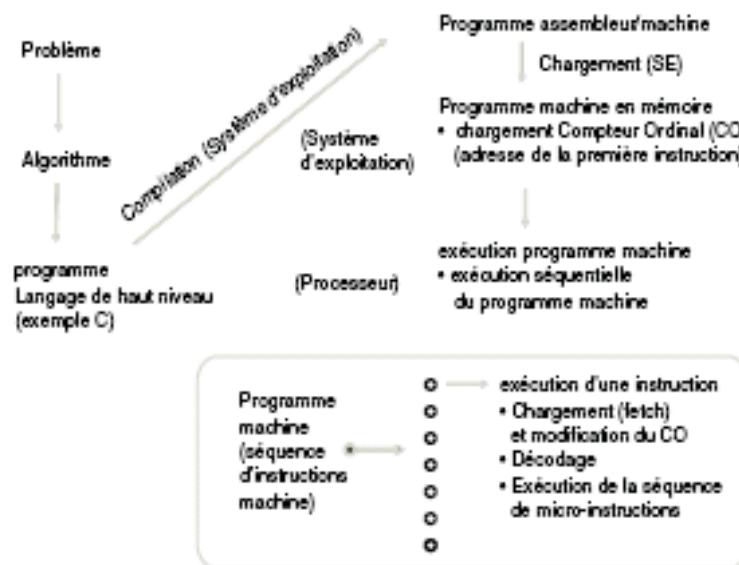 Problème
Algorithme
programme
Langage de haut niveau
(exemple C)
Compilation (Système d'exploitation)
Programme assembleur/machine
Chargement (SE)
Programme machine en mémoire
• chargement Compteur Ordinal (CO
(adresse de la première instruction)
(Système
d'exploitation)
exécution programme machine
• exécution séquentielle
du programme machine
(Processeur)
Programme
machine
(séquence
d'instructions
machine)
exécution d'une instruction
• Chargement (fetch)
et modification du CO
• Décodage
• Exécution de la séquence
de micro-instructions